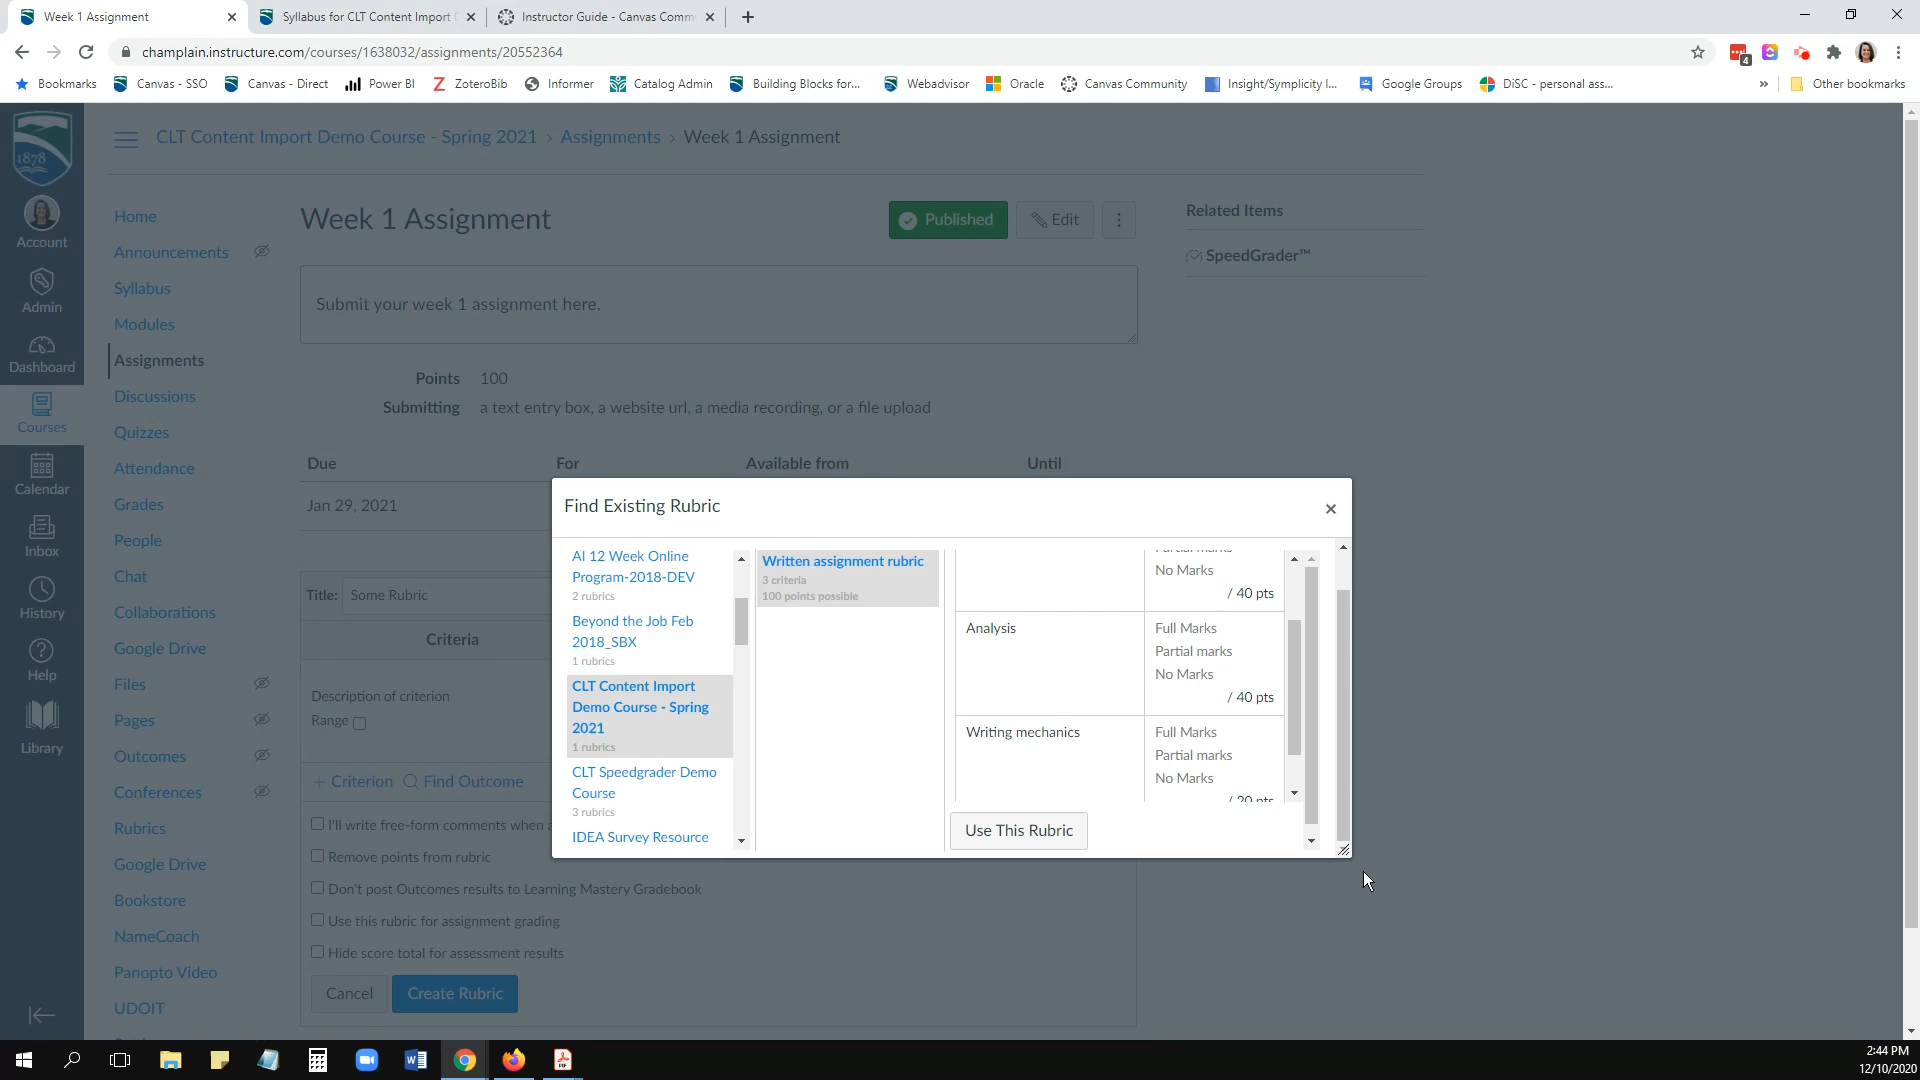 Week 1 Assignment
Syllabus for CLT Content Import
Instructor Guide - Canvas Comm
champlain.instructure.com/courses/1638032/assignments/20552364
4
Bookmarks
Canvas - SSO
Canvas - Direct
Power BI
ZoteroBib
Informer
Catalog Admin
Building Blocks for...
Webadvisor
Oracle
Canvas Community
Insight/Symplicity I...
Google Groups
DiSC - personal ass...
»
Other bookmarks
1878
CLT Content Import Demo Course - Spring 2021 › Assignments › Week 1 Assignment
Account
Admin
Dashboard
Courses
Calendar
Inbox
History
Help
Library
Home
Announcements
Syllabus
Modules
Assignments
Discussions
Quizzes
Attendance
Grades
People
Chat
Collaborations
Google Drive
Files
Pages
Outcomes
Conferences
Rubrics
Google Drive
Bookstore
NameCoach
Panopto Video
UDOIT
Week 1 Assignment
Published
Edit
Related Items
SpeedGrader™
Submit your week 1 assignment here.
Points 100
Submitting a text entry box, a website url, a media recording, or a file upload
Due For Available from Until
Jan 29, 2021
Title: Some Rubric
Criteria
Description of criterion
Range
+ Criterion Find Outcome
I'll write free-form comments when
Remove points from rubric
Don't post Outcomes results to Learning Mastery Gradebook
Use this rubric for assignment grading
Hide score total for assessment results
Cancel
Create Rubric
Find Existing Rubric
×
AI 12 Week Online
Program-2018-DEV
2 rubrics
Beyond the Job Feb
2018_SBX
1 rubrics
CLT Content Import
Demo Course - Spring
2021
1 rubrics
CLT Speedgrader Demo
Course
3 rubrics
IDEA Survey Resource
Written assignment rubric
3 criteria
100 points possible
Partial marks
No Marks
/ 40 pts
Analysis
Full Marks
Partial marks
No Marks
/ 40 pts
Writing mechanics
Full Marks
Partial marks
No Marks
/ 20 pts
Use This Rubric
2:44 PM
12/10/2020